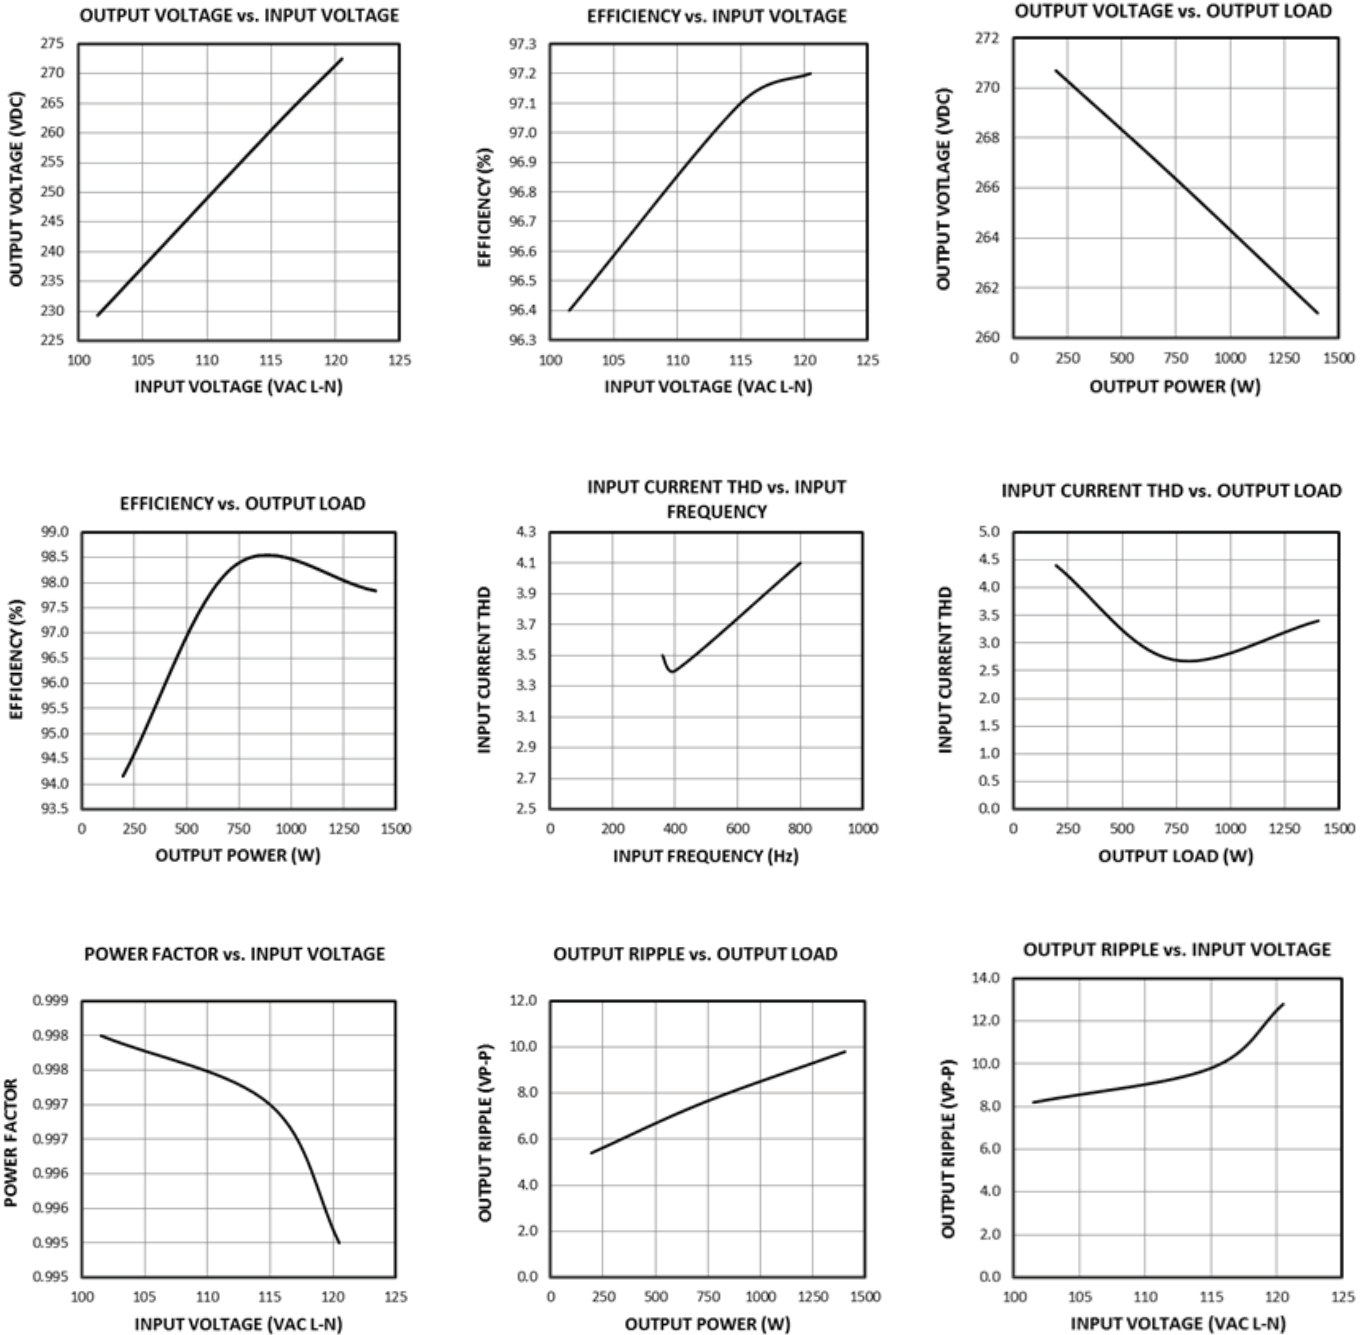 OUTPUT VOLTAGE vs. INPUT VOLTAGE
275
270
265
260
255
250
245
240
235
230
225
OUTPUT VOLTAGE (VDC)
100 105 110 115 120 125
INPUT VOLTAGE (VAC L-N)
EFFICIENCY vs. INPUT VOLTAGE
97.3
97.2
97.1
97.0
96.9
96.8
96.7
96.6
96.5
96.4
96.3
EFFICIENCY (%)
100 105 110 115 120 125
INPUT VOLTAGE (VAC L-N)
OUTPUT VOLTAGE vs. OUTPUT LOAD
272
270
268
266
264
262
260
OUTPUT VOTLAGE (VDC)
0 250 500 750 1000 1250 1500
OUTPUT POWER (W)
EFFICIENCY vs. OUTPUT LOAD
99.0
98.5
98.0
97.5
97.0
96.5
96.0
95.5
95.0
94.5
94.0
93.5
EFFICIENCY (%)
0 250 500 750 1000 1250 1500
OUTPUT POWER (W)
INPUT CURRENT THD vs. INPUT
FREQUENCY
4.3
4.1
3.9
3.7
3.5
3.3
3.1
2.9
2.7
2.5
INPUT CURRENT THD
0 200 400 600 800 1000
INPUT FREQUENCY (Hz)
INPUT CURRENT THD vs. OUTPUT LOAD
5.0
4.5
4.0
3.5
3.0
2.5
2.0
1.5
1.0
0.5
0.0
INPUT CURRENT THD
0 250 500 750 1000 1250 1500
OUTPUT LOAD (W)
POWER FACTOR vs. INPUT VOLTAGE
0.999
0.998
0.998
0.997
0.997
0.996
0.996
0.995
0.995
POWER FACTOR
100 105 110 115 120 125
INPUT VOLTAGE (VAC L-N)
OUTPUT RIPPLE vs. OUTPUT LOAD
12.0
10.0
8.0
6.0
4.0
2.0
0.0
OUTPUT RIPPLE (VP-P)
0 250 500 750 1000 1250 1500
OUTPUT POWER (W)
OUTPUT RIPPLE vs. INPUT VOLTAGE
14.0
12.0
10.0
8.0
6.0
4.0
2.0
0.0
OUTPUT RIPPLE (VP-P)
100 105 110 115 120 125
INPUT VOLTAGE (VAC L-N)